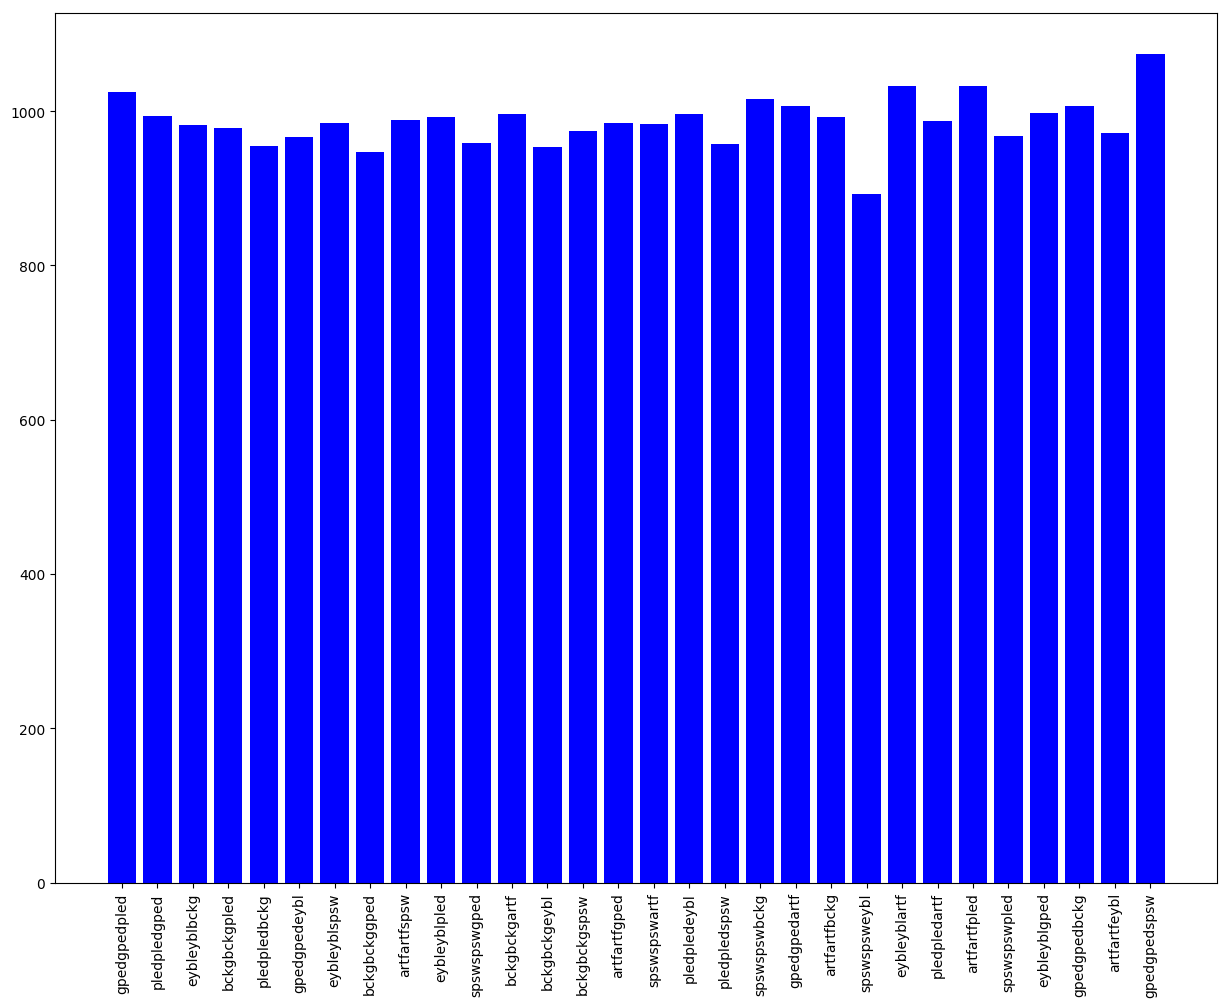 1000
800
600
400
200
0
gpedgpedpled
pledpledgped
eybleyblbckg
bckgbckgpled
pledpledbckg
gpedgpedeybl
eybleyblspsw
bckgbckggped
artfartfspsw
eybleyblpled
spswspswgped
bckgbckgartf
bckgbckgeybl
bckgbckgspsw
artfartfgped
spswspswartf
pledpledeybl
pledpledspsw
spswspswbckg
gpedgpedartf
artfartfbckg
spswspsweybl
eybleyblartf
pledpledartf
artfartfpled
spswspswpled
eybleyblgped
gpedgpedbckg
artfartfeybl
gpedgpedspsw